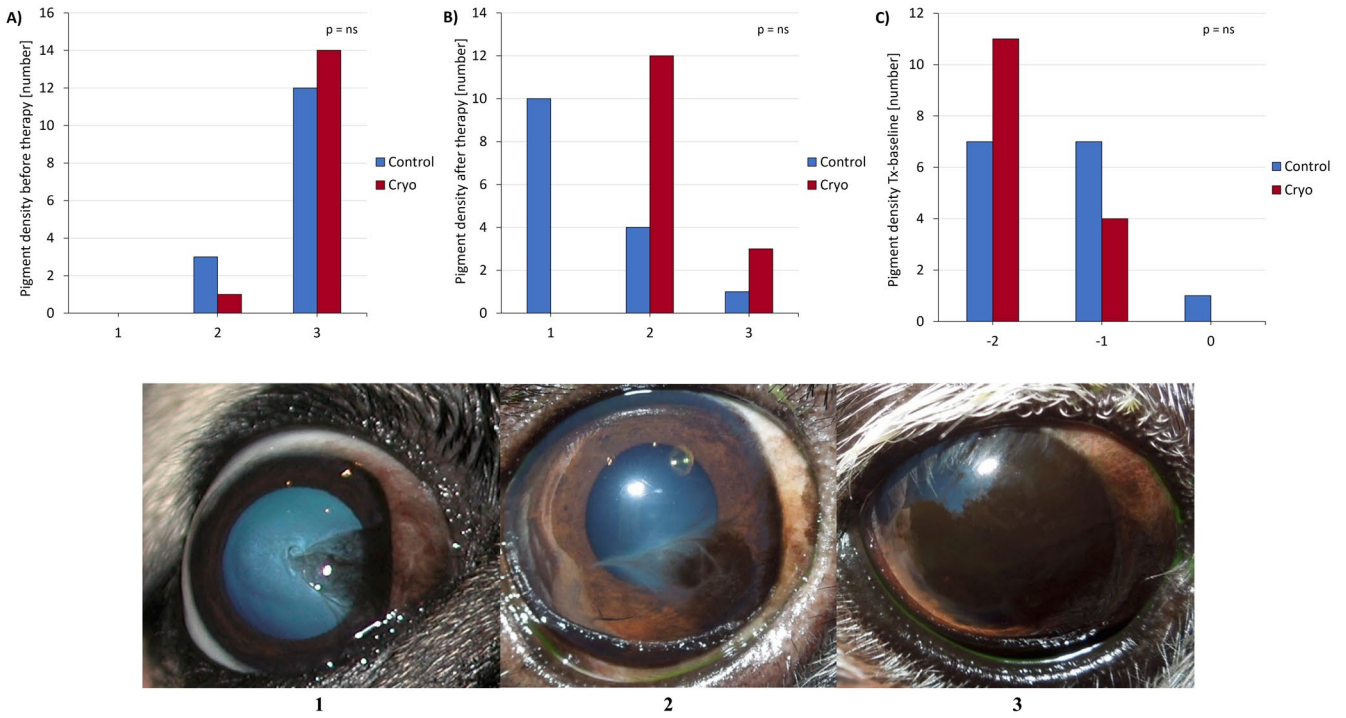 A)
p = ns
Pigment density before therapy [number]
16
14
12
10
8
6
4
2
0
1 2 3
Control
Cryo
B)
p = ns
Pigment density after therapy [number]
14
12
10
8
6
4
2
0
1 2 3
Control
Cryo
C)
p = ns
Pigment density Tx-baseline [number]
12
10
8
6
4
2
0
-2 -1 0
Control
Cryo
1 2 3